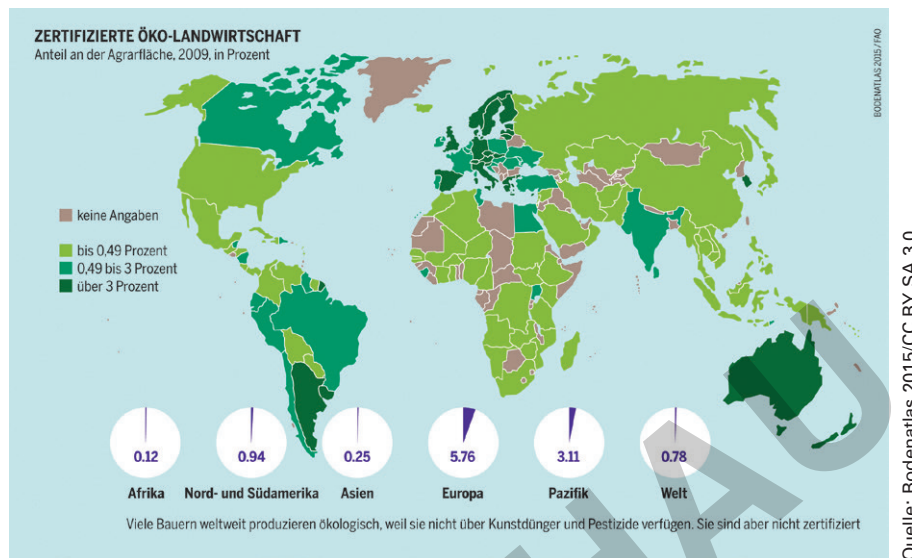 ZERTIFIZIERTE ÖKO-LANDWIRTSCHAFT
Anteil an der Agrarfläche, 2009, in Prozent
BODENATLAS 2015/FAO
keine Angaben
bis 0,49 Prozent
0,49 bis 3 Prozent
über 3 Prozent
0.12
0.94
0.25
5.76
3.11
0.78
Afrika
Nord- und Südamerika
Asien
Europa
Pazifik
Welt
Viele Bauern weltweit produzieren ökologisch, weil sie nicht über Kunstdünger und Pestizide verfügen. Sie sind aber nicht zertifiziert
Quelle: Bodenatlas 2015/CC BY SA 3.0
HAU